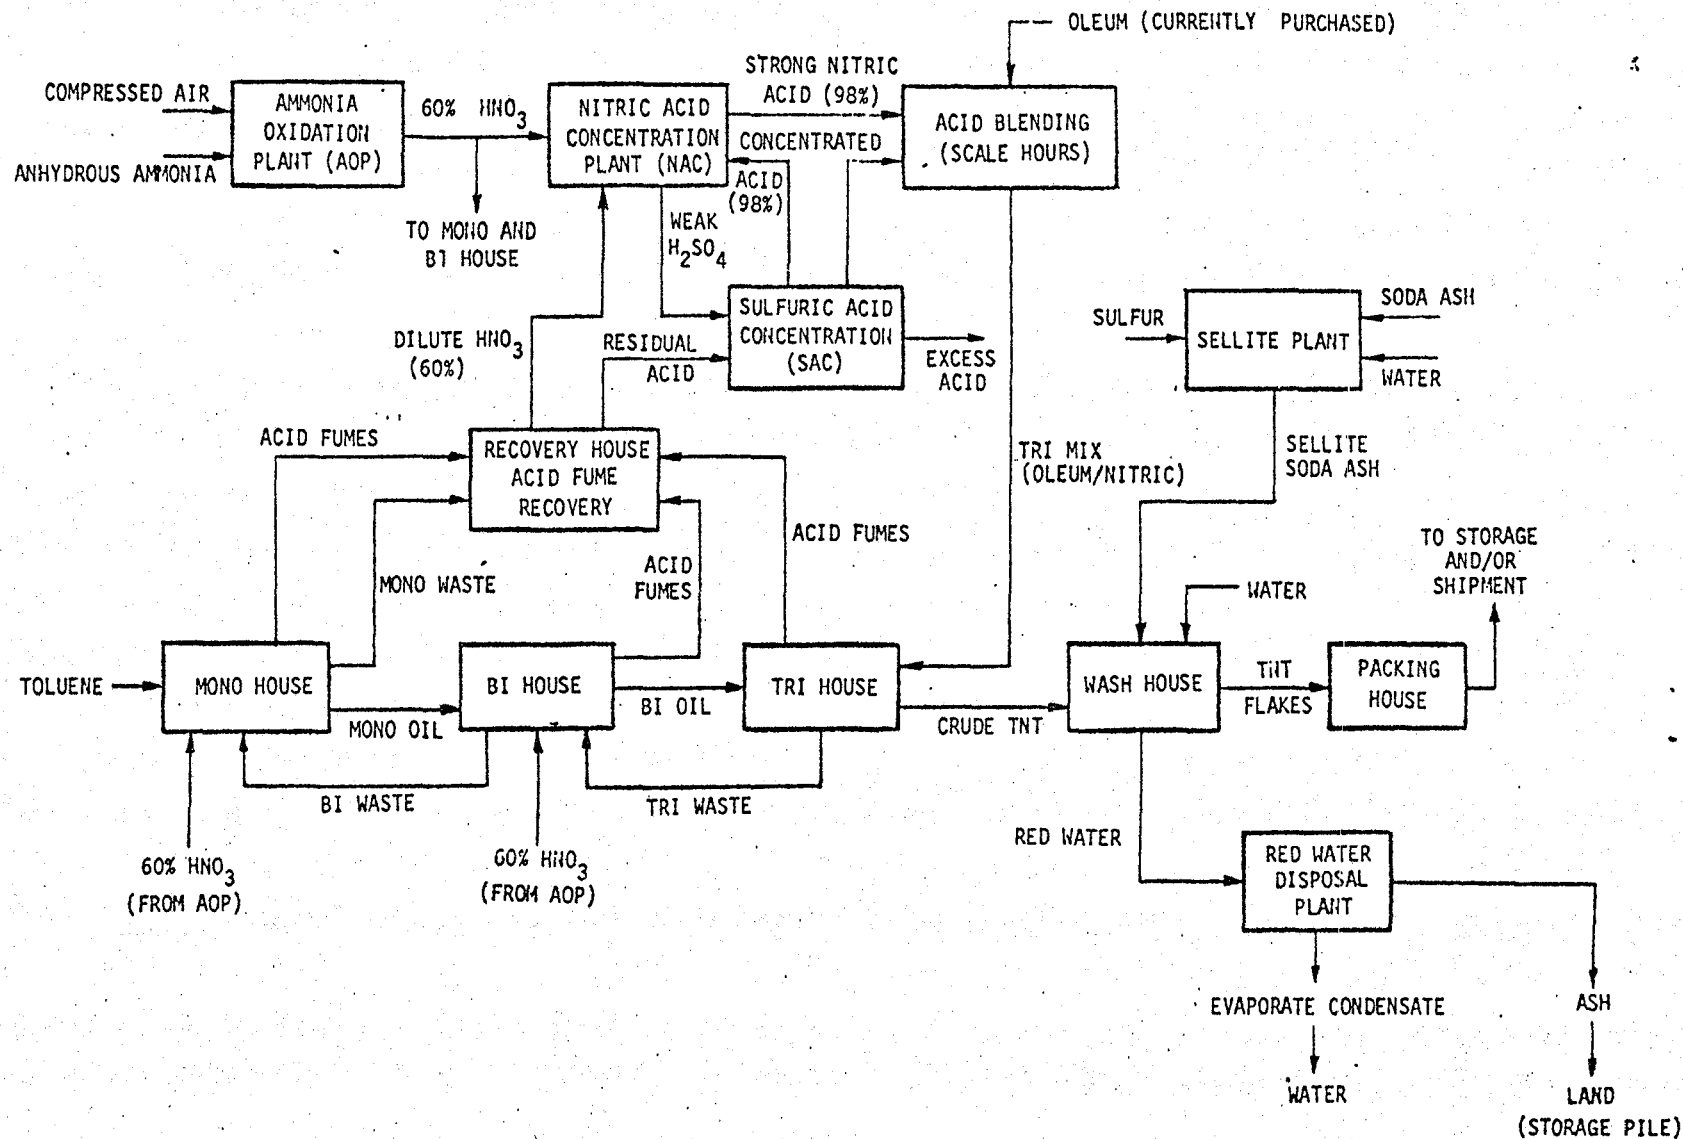 OLEUM (CURRENTLY PURCHASED)
COMPRESSED AIR
ANHYDROUS AMMONIA
AMMONIA
OXIDATION
PLANT (AOP)
60% HNO3
TO MONO AND
BI HOUSE
NITRIC ACID
CONCENTRATION
PLANT (NAC)
STRONG NITRIC
ACID (98%)
CONCENTRATED
ACID
(98%)
ACID BLENDING
(SCALE HOURS)
WEAK
H2SO4
SULFURIC ACID
CONCENTRATION
(SAC)
EXCESS
ACID
DILUTE HNO3
(60%)
RESIDUAL
ACID
SULFUR
SELLITE PLANT
SODA ASH
WATER
ACID FUMES
RECOVERY HOUSE
ACID FUME
RECOVERY
MONO WASTE
ACID
FUMES
ACID FUMES
TRI MIX
(OLEUM/NITRIC)
SELLITE
SODA ASH
WATER
TO STORAGE
AND/OR
SHIPMENT
TOLUENE
MONO HOUSE
MONO OIL
BI HOUSE
BI OIL
TRI HOUSE
CRUDE TNT
WASH HOUSE
TNT
FLAKES
PACKING
HOUSE
BI WASTE
TRI WASTE
60% HNO3
(FROM AOP)
60% HNO3
(FROM AOP)
RED WATER
RED WATER
DISPOSAL
PLANT
EVAPORATE CONDENSATE
WATER
ASH
LAND
(STORAGE PILE)